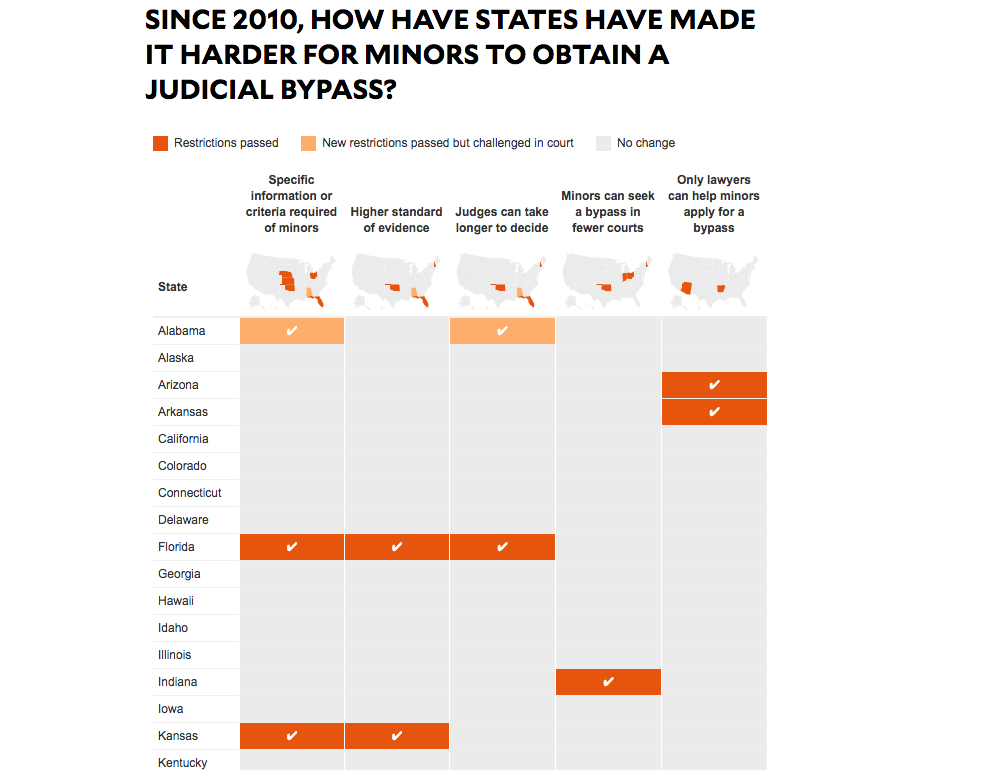 SINCE 2010, HOW HAVE STATES HAVE MADE
IT HARDER FOR MINORS TO OBTAIN A
JUDICIAL BYPASS?
Restrictions passed
New restrictions passed but challenged in court
No change
Specific
information or
criteria required
of minors
Higher standard
of evidence
Judges can take
longer to decide
Minors can seek
a bypass in
fewer courts
Only lawyers
can help minors
apply for a
bypass
State
Alabama ✔ ✔
Alaska
Arizona ✔
Arkansas ✔
California
Colorado
Connecticut
Delaware
Florida ✔ ✔ ✔
Georgia
Hawaii
Idaho
Illinois
Indiana ✔
Iowa
Kansas ✔ ✔
Kentucky